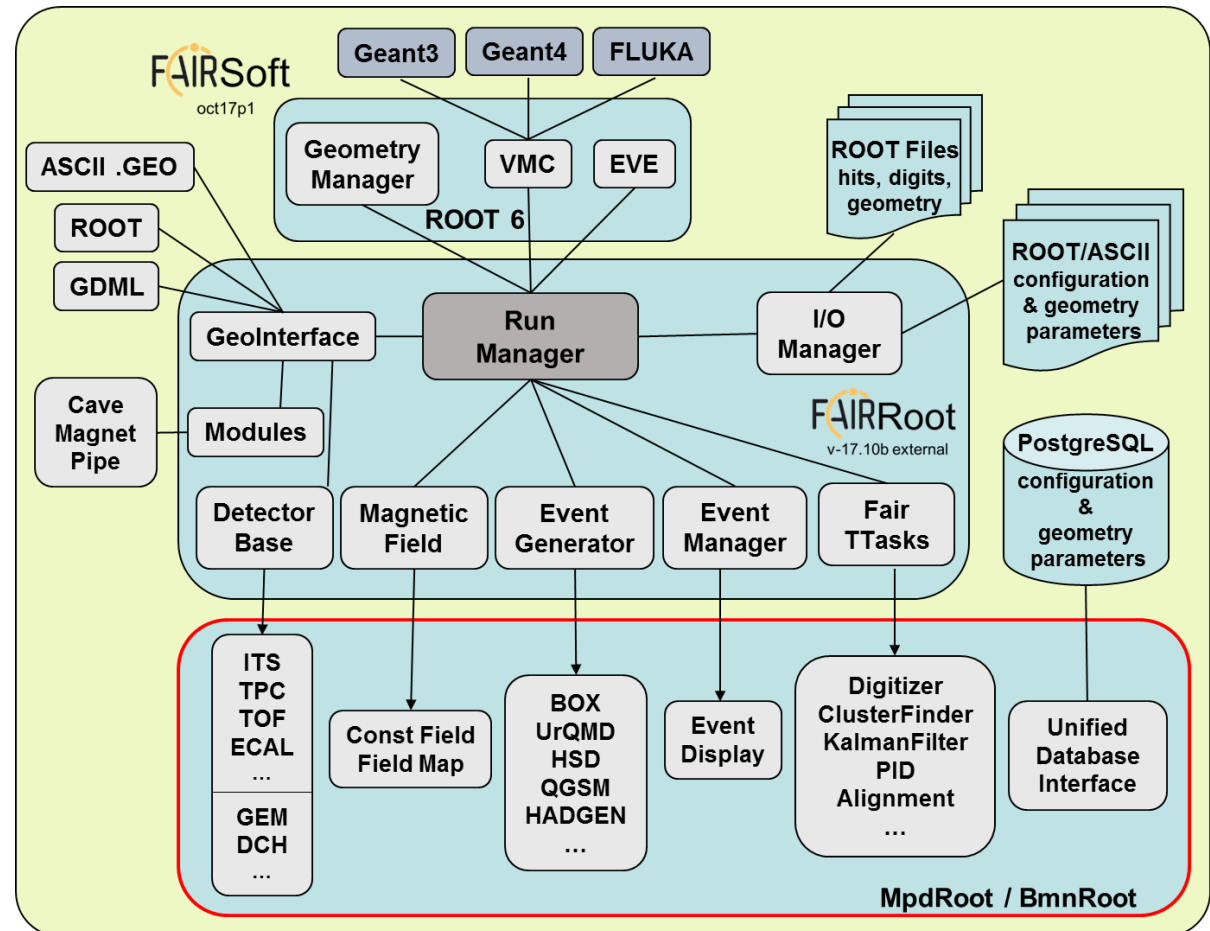 FAIRSoft
oct17p1
Geant3
Geant4
FLUKA
Geometry
Manager
VMC
EVE
ROOT 6
ROOT Files
hits, digits,
geometry
ROOT/ASCII
configuration
& geometry
parameters
ASCII .GEO
ROOT
GDML
GeoInterface
Run
Manager
I/O
Manager
Cave
Magnet
Pipe
Modules
FAIRRoot
v-17.10b external
PostgreSQL
configuration
&
geometry
parameters
Detector
Base
Magnetic
Field
Event
Generator
Event
Manager
Fair
TTasks
ITS
TPC
TOF
ECAL
...
GEM
DCH
...
Const Field
Field Map
BOX
UrQMD
HSD
QGSM
HADGEN
...
Event
Display
Digitizer
ClusterFinder
KalmanFilter
PID
Alignment
...
Unified
Database
Interface
MpdRoot / BmnRoot